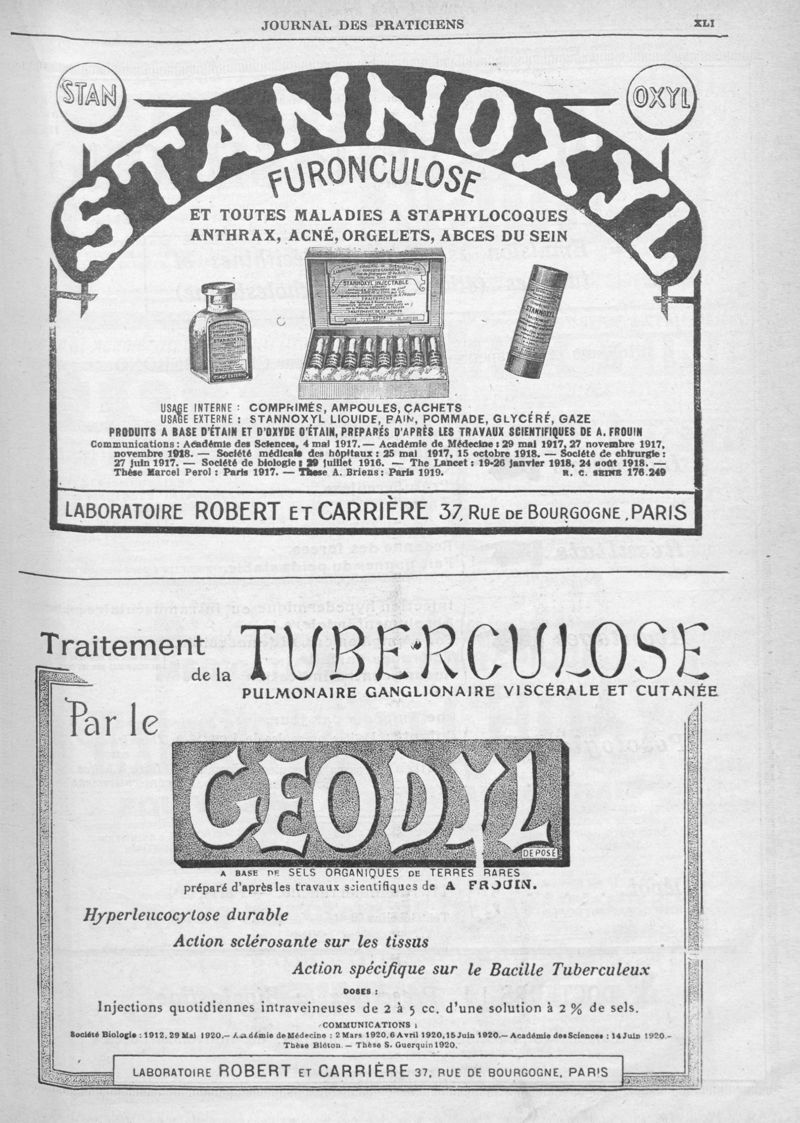 JOURNAL DES PRATICIENS
XLI
STAN
OXYL
STANNOXYL
FURONCULOSE
ET TOUTES MALADIES A STAPHYLOCOQUES
ANTHRAX, ACNÉ, ORGELETS, ABCES DU SEIN
STANNOXYL INJECTABLE
STANNOXYL
USAGE EXTERNE
STANNOXYL
USAGE INTERNE : COMPRIMÉS, AMPOULES, CACHETS
USAGE EXTERNE : STANNOXYL LIQUIDE, PAIN, POMMADE, GLYCÉRÉ, GAZE
PRODUITS A BASE D'ÉTAIN ET D'OXYDE D'ÉTAIN, PREPARÉS D'APRÈS LES TRAVAUX SCIENTIFIQUES DE A. FROUIN
Communications : Académie des Sciences, 4 mai 1917. — Académie de Médecine : 29 mai 1917, 27 novembre 1917,
novembre 1918. — Société médicale des hôpitaux : 25 mai 1917, 15 octobre 1918. — Société de chirurgie :
27 juin 1917. — Société de biologie : 29 juillet 1916. — The Lancet : 19-26 janvier 1918, 24 août 1918. —
Thèse Marcel Perol : Paris 1917. — Thèse A. Briens : Paris 1919. R. C. SEINE 176.249
LABORATOIRE ROBERT ET CARRIÈRE 37, RUE DE BOURGOGNE, PARIS
Traitement
de la TUBERCULOSE
PULMONAIRE GANGLIONAIRE VISCÉRALE ET CUTANÉE
Par le
GEODYL
DEPOSÉ
A BASE DE SELS ORGANIQUES DE TERRES RARES
préparé d'après les travaux scientifiques de A FROUIN.
Hyperleucocytose durable
Action sclérosante sur les tissus
Action spécifique sur le Bacille Tuberculeux
DOSES :
Injections quotidiennes intraveineuses de 2 à 5 cc. d'une solution à 2 % de sels.
COMMUNICATIONS :
Société Biologie : 1912, 29 Mai 1920. — Académie de Médecine : 2 Mars 1920, 6 Avril 1920, 15 Juin 1920. — Académie des Sciences : 14 Juin 1920. —
Thèse Bléton. — Thèse S. Guerquin 1920.
LABORATOIRE ROBERT ET CARRIÈRE 37, RUE DE BOURGOGNE, PARIS